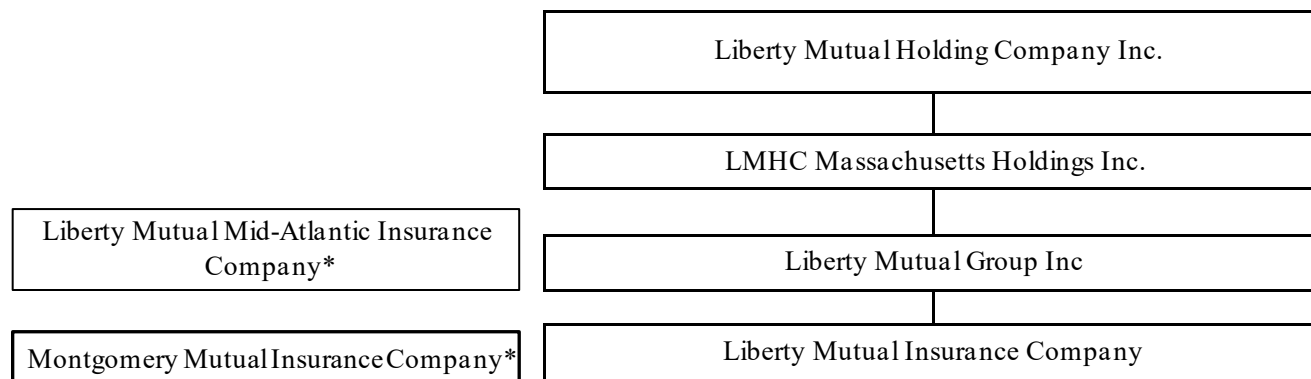 Liberty Mutual Holding Company Inc.
LMHC Massachusetts Holdings Inc.
Liberty Mutual Mid-Atlantic Insurance
Company*
Liberty Mutual Group Inc
Montgomery Mutual Insurance Company*
Liberty Mutual Insurance Company